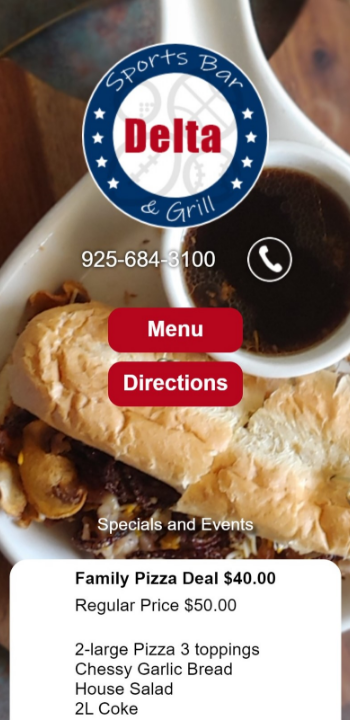 Sports Bar
Delta
& Grill
925-684-3100
Menu
Directions
Specials and Events
Family Pizza Deal $40.00
Regular Price $50.00
2-large Pizza 3 toppings
Chessy Garlic Bread
House Salad
2L Coke